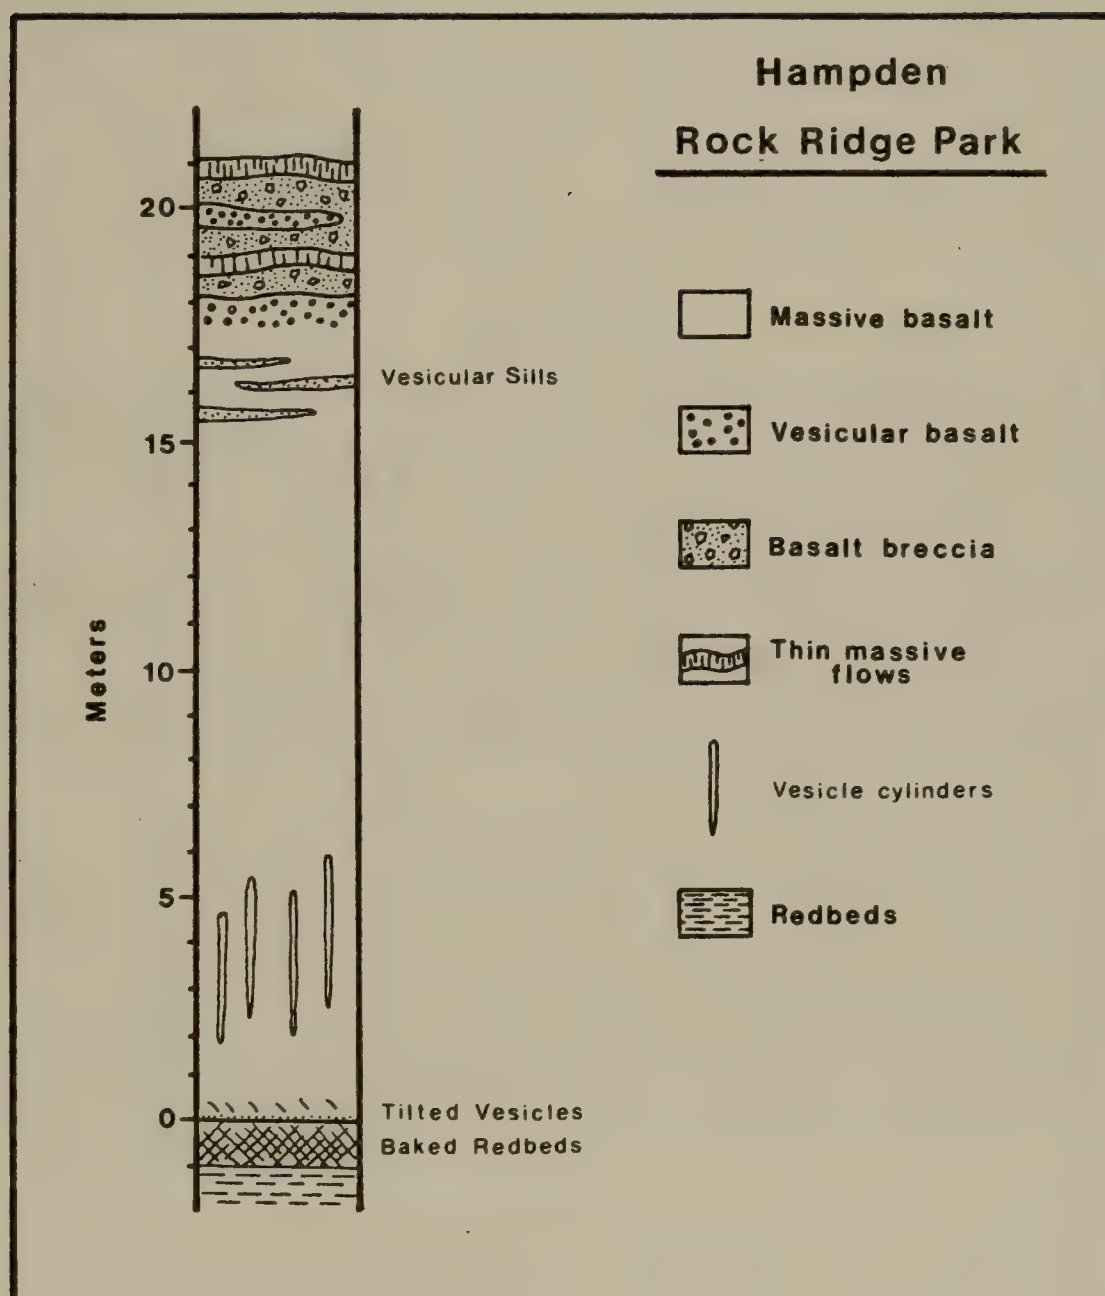 Hampden
Rock Ridge Park
20
15
10
5
0
Meters
Vesicular Sills
Tilted Vesicles
Baked Redbeds
Massive basalt
Vesicular basalt
Basalt breccia
Thin massive
flows
Vesicle cylinders
Redbeds